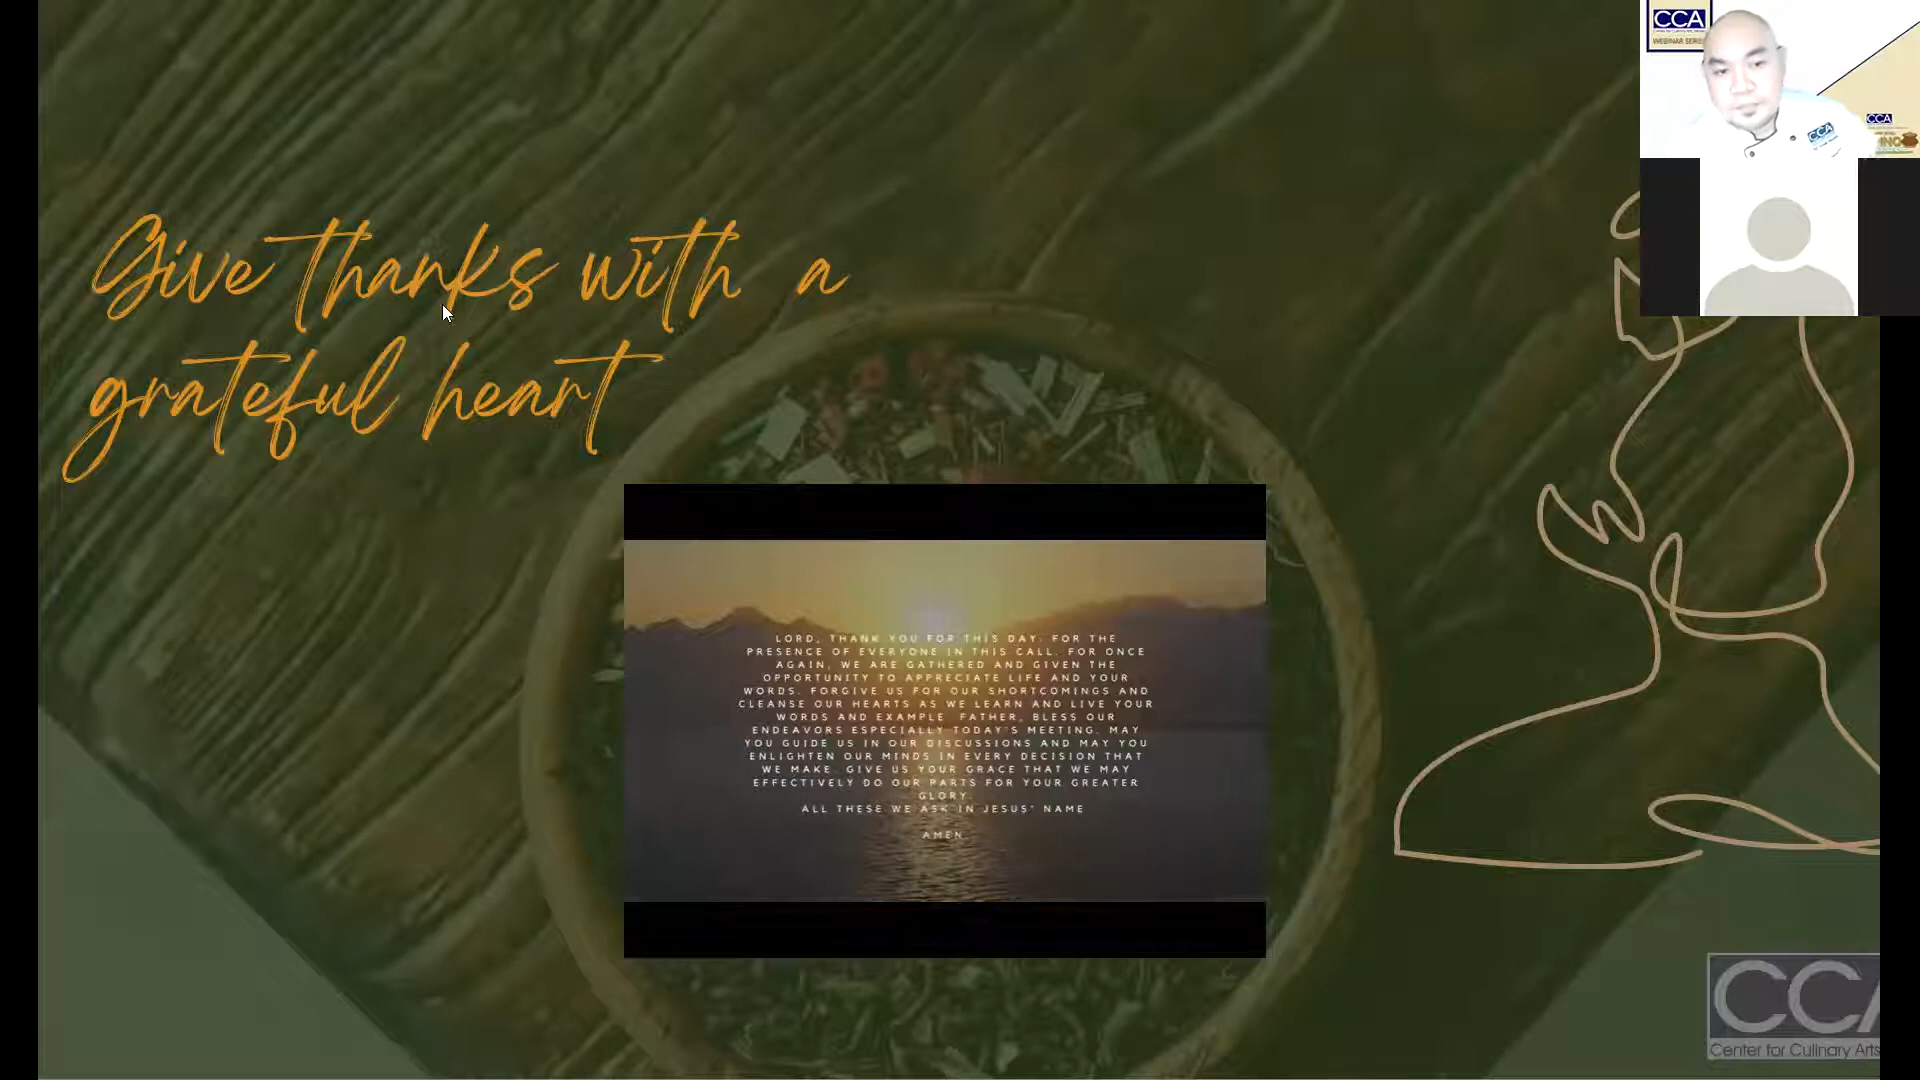 Give thanks with a
grateful heart
LORD, THANK YOU FOR THIS DAY. FOR THE
PRESENCE OF EVERYONE IN THIS CALL. FOR ONCE
AGAIN, WE ARE GATHERED AND GIVEN THE
OPPORTUNITY TO APPRECIATE LIFE AND YOUR
WORDS. FORGIVE US FOR OUR SHORTCOMINGS AND
CLEANSE OUR HEARTS AS WE LEARN AND LIVE YOUR
WORDS AND EXAMPLE. FATHER, BLESS OUR
ENDEAVORS ESPECIALLY TODAY'S MEETING. MAY
YOU GUIDE US IN OUR DISCUSSIONS AND MAY YOU
ENLIGHTEN OUR MINDS IN EVERY DECISION THAT
WE MAKE. GIVE US YOUR GRACE THAT WE MAY
EFFECTIVELY DO OUR PARTS FOR YOUR GREATER
GLORY.
ALL THESE WE ASK IN JESUS' NAME
AMEN.
CCA
WEBINAR SERIES
CCA
CCA
CCA
Center for Culinary Arts